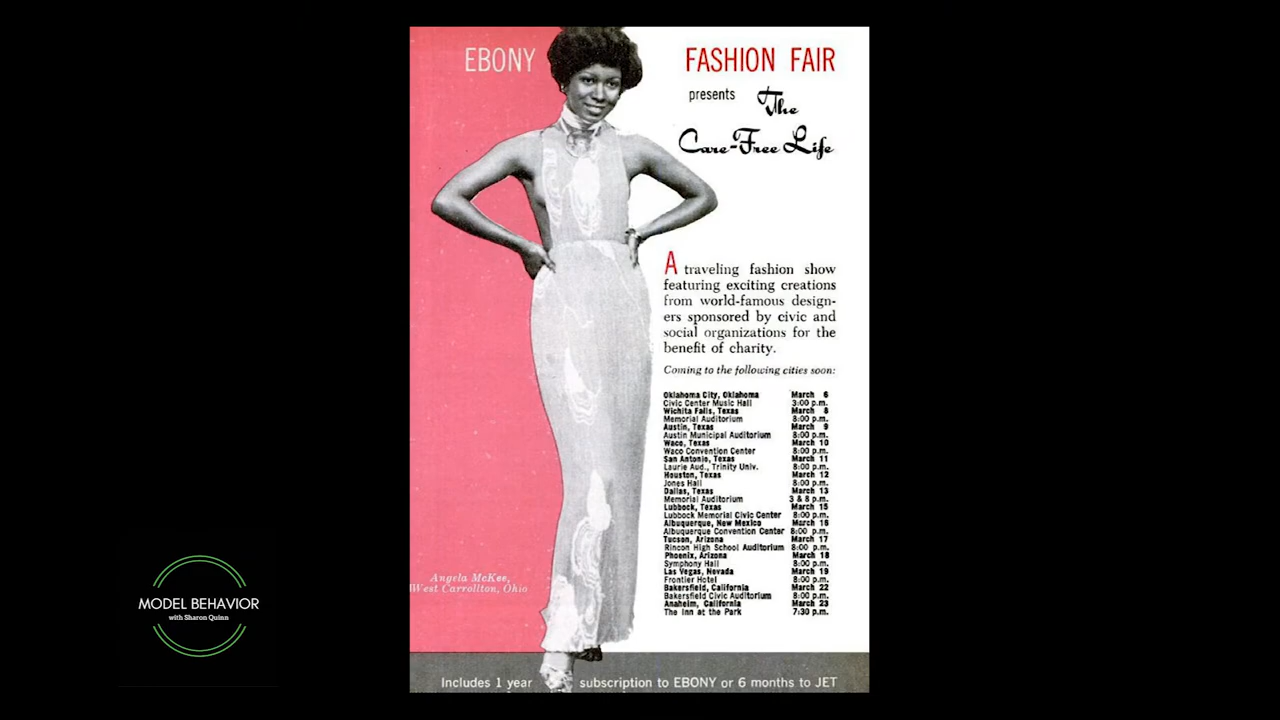 EBONY FASHION FAIR
presents The
Care-Free Life
A traveling fashion show
featuring exciting creations
from world-famous design-
ers sponsored by civic and
social organizations for the
benefit of charity.
Coming to the following cities soon:
Oklahoma City, Oklahoma March 6
Civic Center Music Hall 3:00 p.m.
Wichita Falls, Texas March 8
Memorial Auditorium 8:00 p.m.
Austin, Texas March 9
Austin Municipal Auditorium 8:00 p.m.
Waco, Texas March 10
Waco Convention Center 8:00 p.m.
San Antonio, Texas March 11
Laurie Aud., Trinity Univ. 8:00 p.m.
Houston, Texas March 12
Jones Hall 8:00 p.m.
Dallas, Texas March 13
Memorial Auditorium 3 & 8 p.m.
Lubbock, Texas March 15
Lubbock Memorial Civic Center 8:00 p.m.
Albuquerque, New Mexico March 16
Albuquerque Convention Center 8:00 p.m.
Tucson, Arizona March 17
Rincon High School Auditorium 8:00 p.m.
Phoenix, Arizona March 18
Symphony Hall 8:00 p.m.
Las Vegas, Nevada March 19
Frontier Hotel 8:00 p.m.
Bakersfield, California March 22
Bakersfield Civic Auditorium 8:00 p.m.
Anaheim, California March 23
The Inn at the Park 7:30 p.m.
Angela McKee,
West Carrollton, Ohio
Includes 1 year subscription to EBONY or 6 months to JET
MODEL BEHAVIOR
with Sharon Quinn